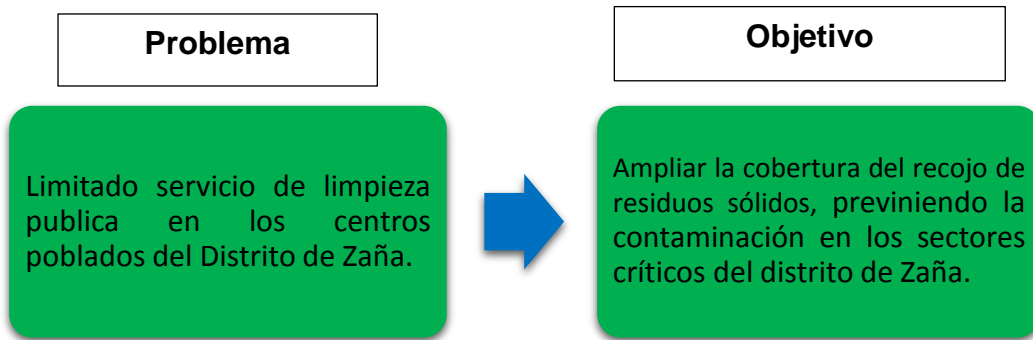 Problema
Objetivo
Limitado servicio de limpieza
publica en los centros
poblados del Distrito de Zaña.
Ampliar la cobertura del recojo de
residuos sólidos, previniendo la
contaminación en los sectores
críticos del distrito de Zaña.